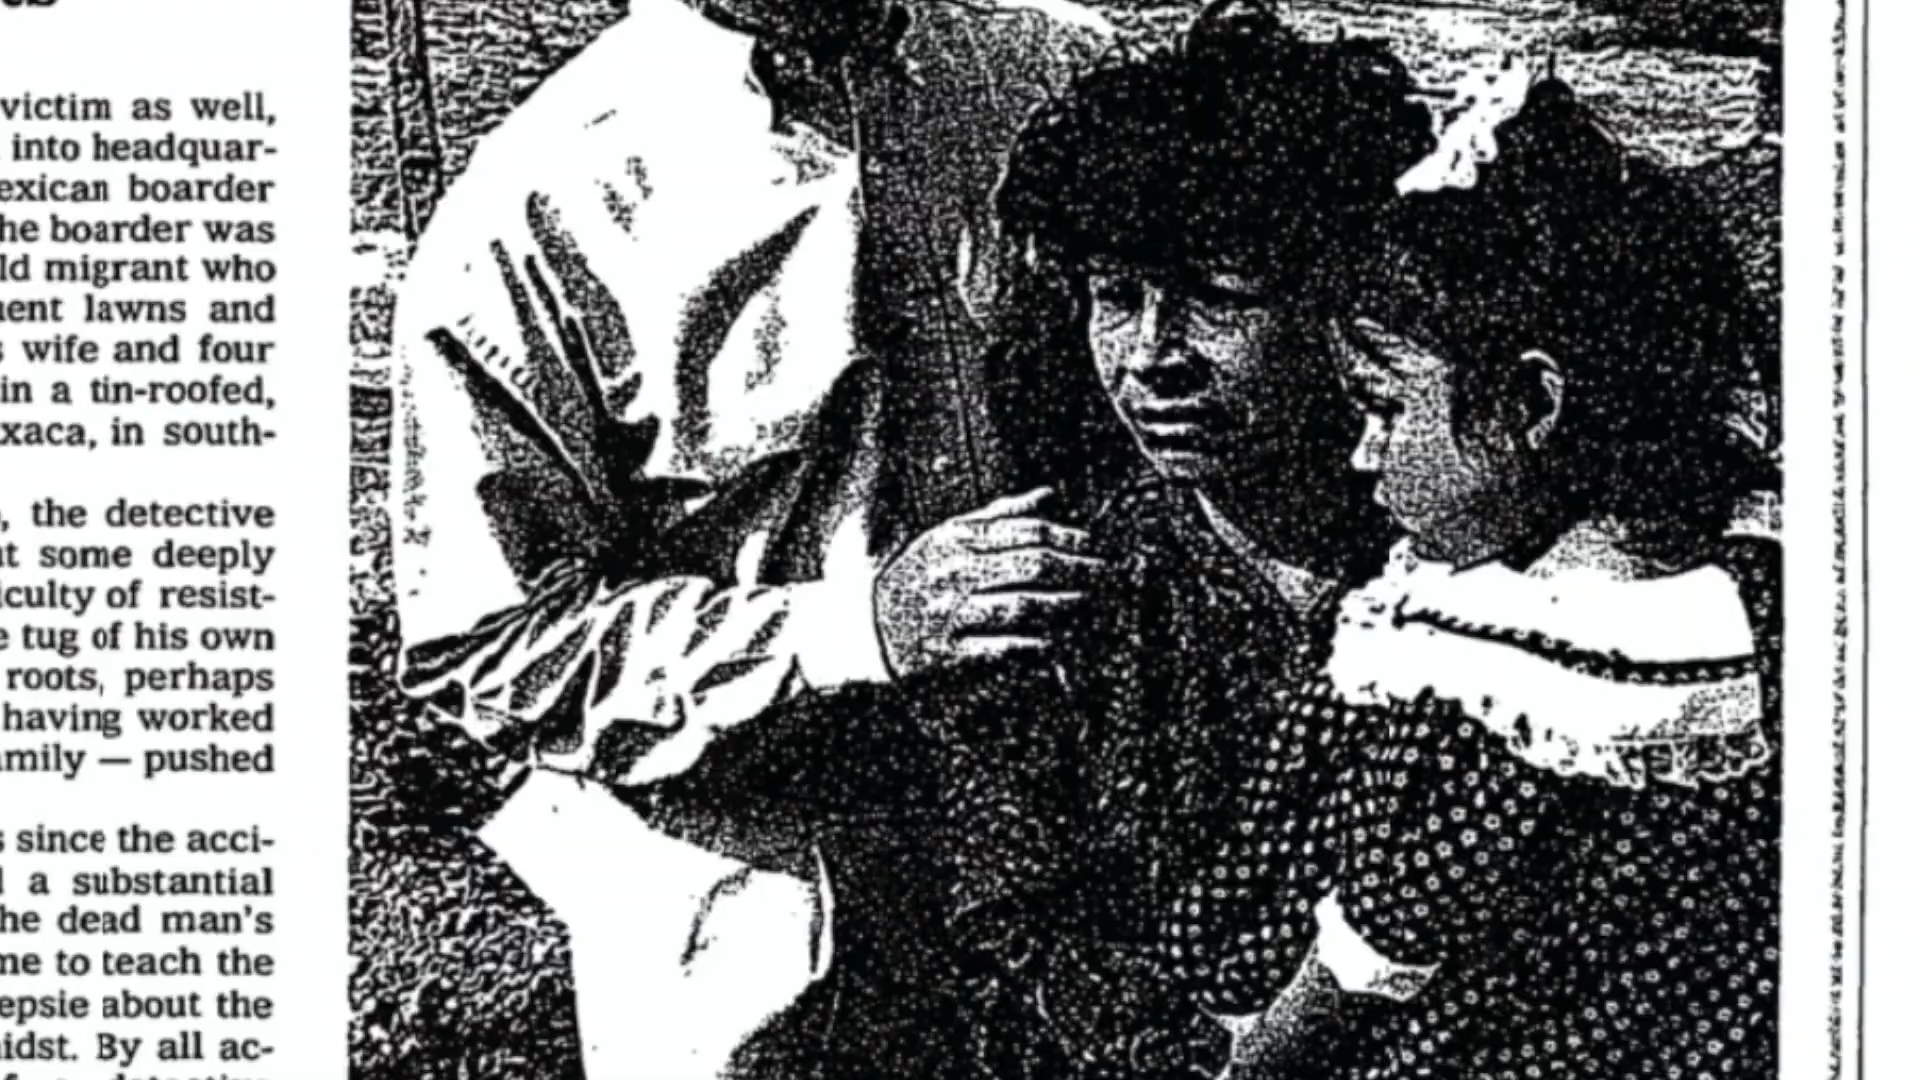 victim as well,
into headquar-
exican boarder
he boarder was
ld migrant who
ent lawns and
s wife and four
in a tin-roofed,
xaca, in south-
, the detective
t some deeply
iculty of resist-
e tug of his own
roots, perhaps
having worked
amily — pushed
s since the acci-
a substantial
he dead man's
me to teach the
epsie about the
idst. By all ac-